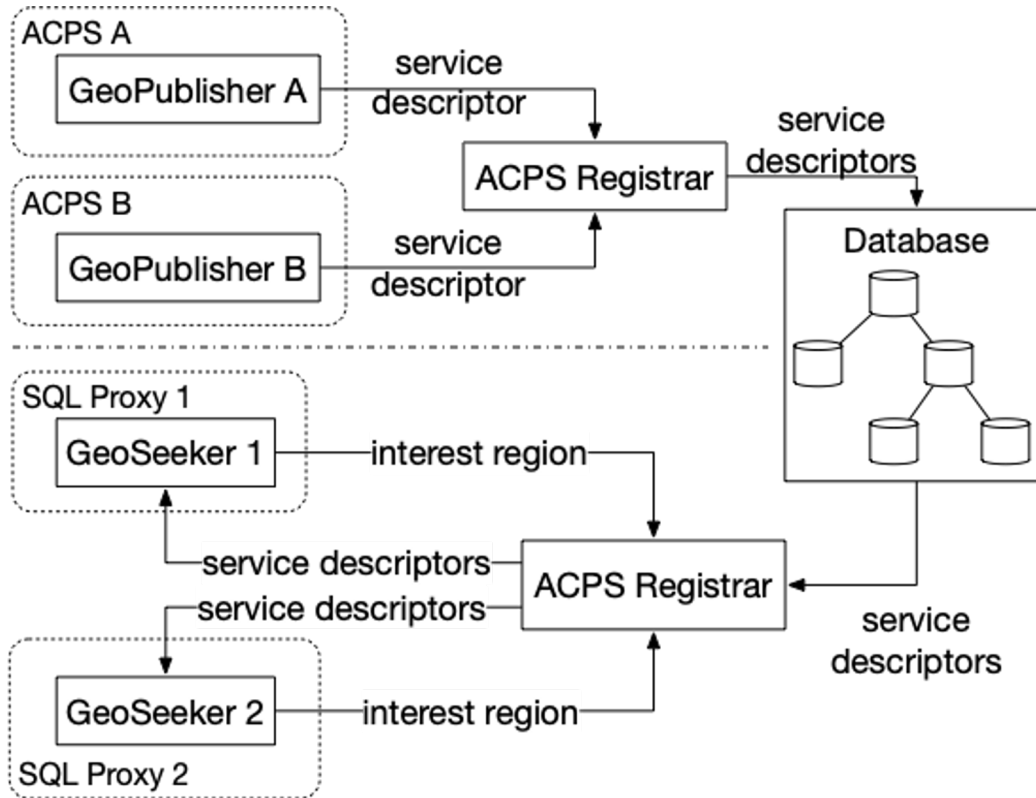 ACPS A
GeoPublisher A
service
descriptor
ACPS Registrar
service
descriptors
ACPS B
GeoPublisher B
service
descriptor
Database
SQL Proxy 1
GeoSeeker 1
interest region
service descriptors
ACPS Registrar
service descriptors
service
descriptors
GeoSeeker 2
interest region
SQL Proxy 2